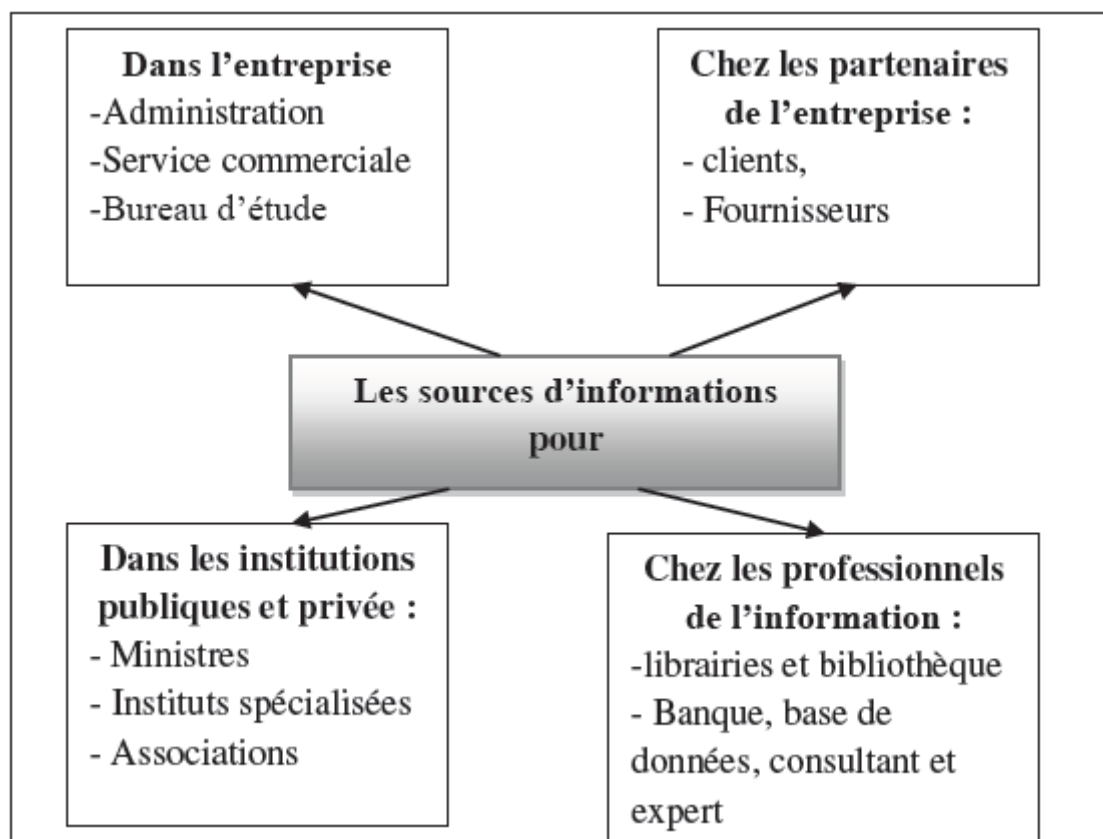 Dans l’entreprise
-Administration
-Service commerciale
-Bureau d’étude
Chez les partenaires
de l’entreprise :
- clients,
- Fournisseurs
Les sources d’informations
pour
Dans les institutions
publiques et privée :
- Ministres
- Instituts spécialisées
- Associations
Chez les professionnels
de l’information :
-librairies et bibliothèque
- Banque, base de
données, consultant et
expert